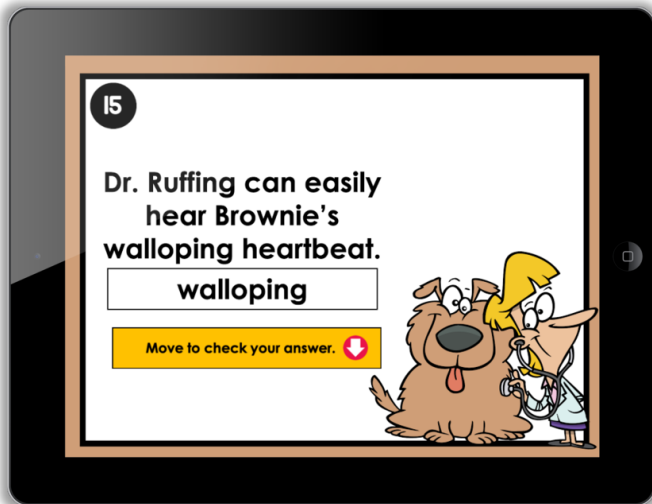 15
Dr. Ruffing can easily
hear Brownie's
walloping heartbeat.
walloping
Move to check your answer.